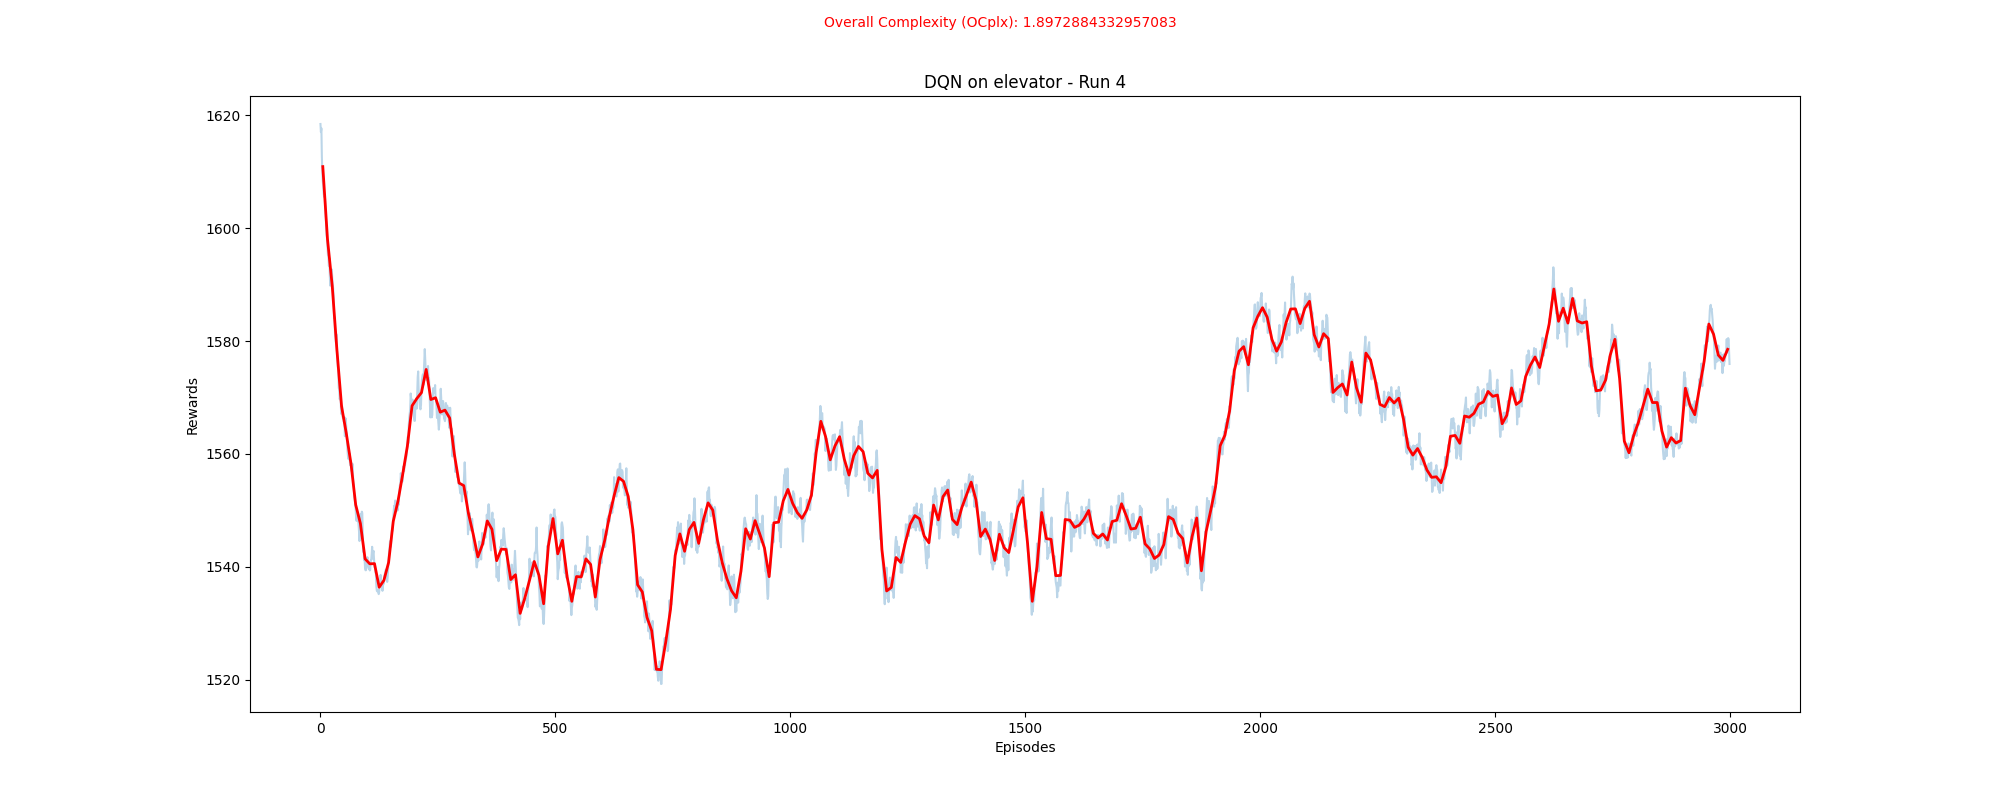 Overall Complexity (OCplx): 1.8972884332957083
DQN on elevator - Run 4
1620
1600
1580
1560
1540
1520
Rewards
0 500 1000 1500 2000 2500 3000
Episodes